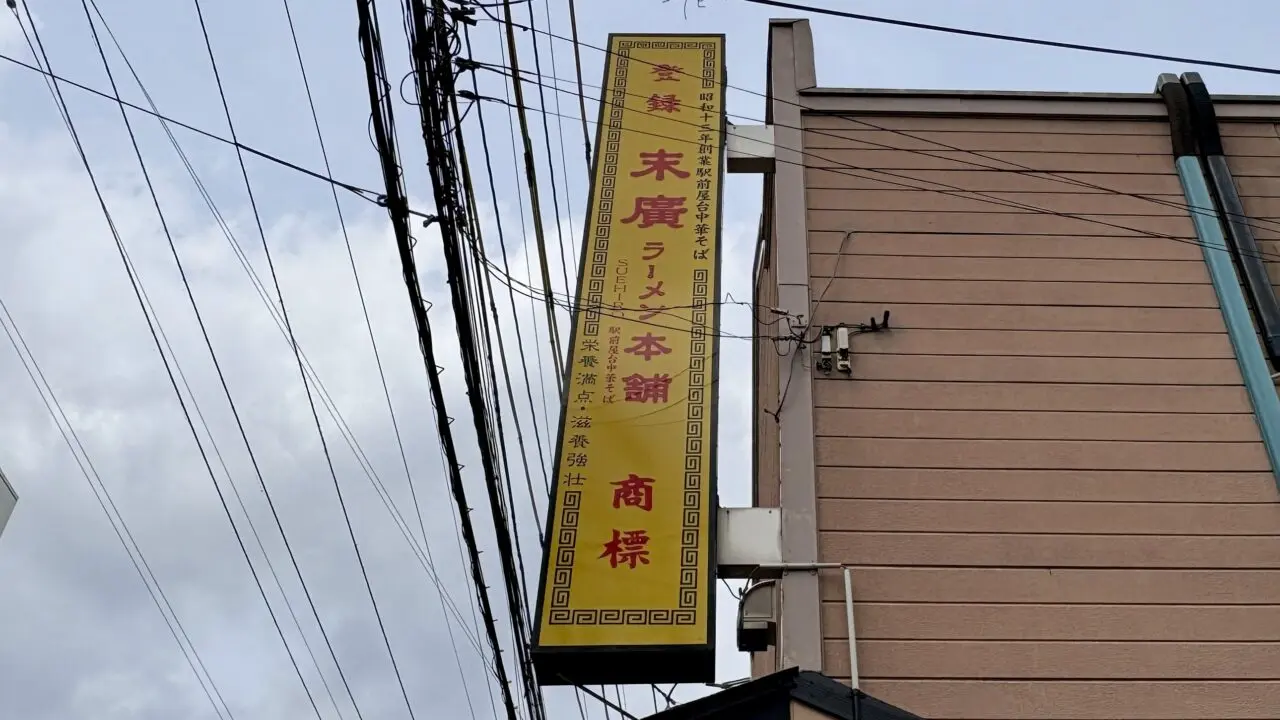 登録
昭和十三年創業駅前屋台中華そば
末廣
ラーメン本舗
SUEHIRO
駅前屋台中華そば
栄養満点・滋養強壮
商標